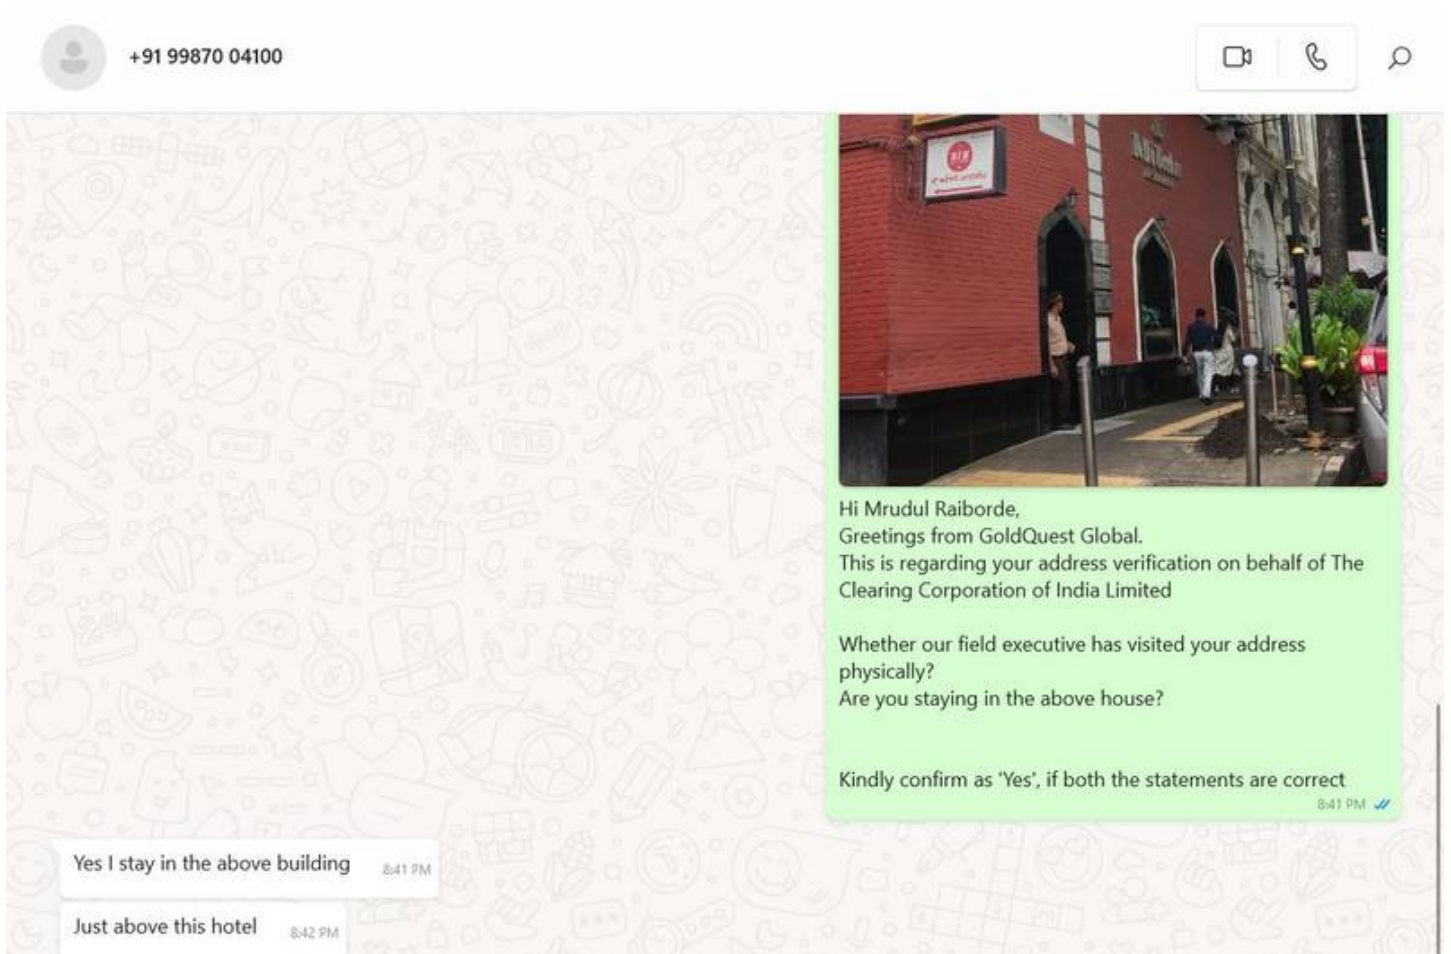 +91 99870 04100
Hi Mrudul Raiborde,
Greetings from GoldQuest Global.
This is regarding your address verification on behalf of The
Clearing Corporation of India Limited
Whether our field executive has visited your address
physically?
Are you staying in the above house?
Kindly confirm as 'Yes', if both the statements are correct
8:41 PM
Yes I stay in the above building
8:41 PM
Just above this hotel
8:42 PM